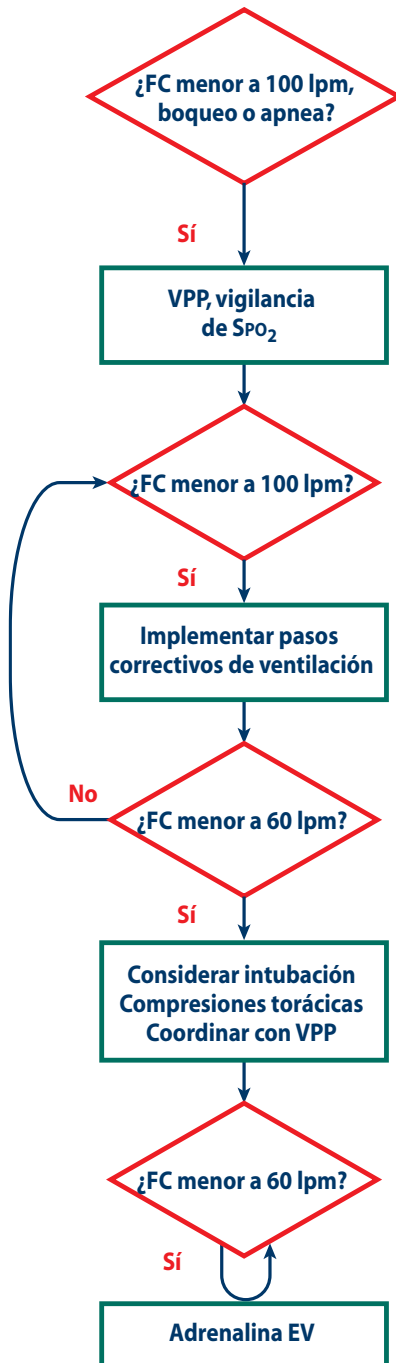 ¿FC menor a 100 lpm,
boqueo o apnea?
Sí
VPP, vigilancia
de SPO2
¿FC menor a 100 lpm?
Sí
Implementar pasos
correctivos de ventilación
No
¿FC menor a 60 lpm?
Sí
Considerar intubación
Compresiones torácicas
Coordinar con VPP
¿FC menor a 60 lpm?
Sí
Adrenalina EV